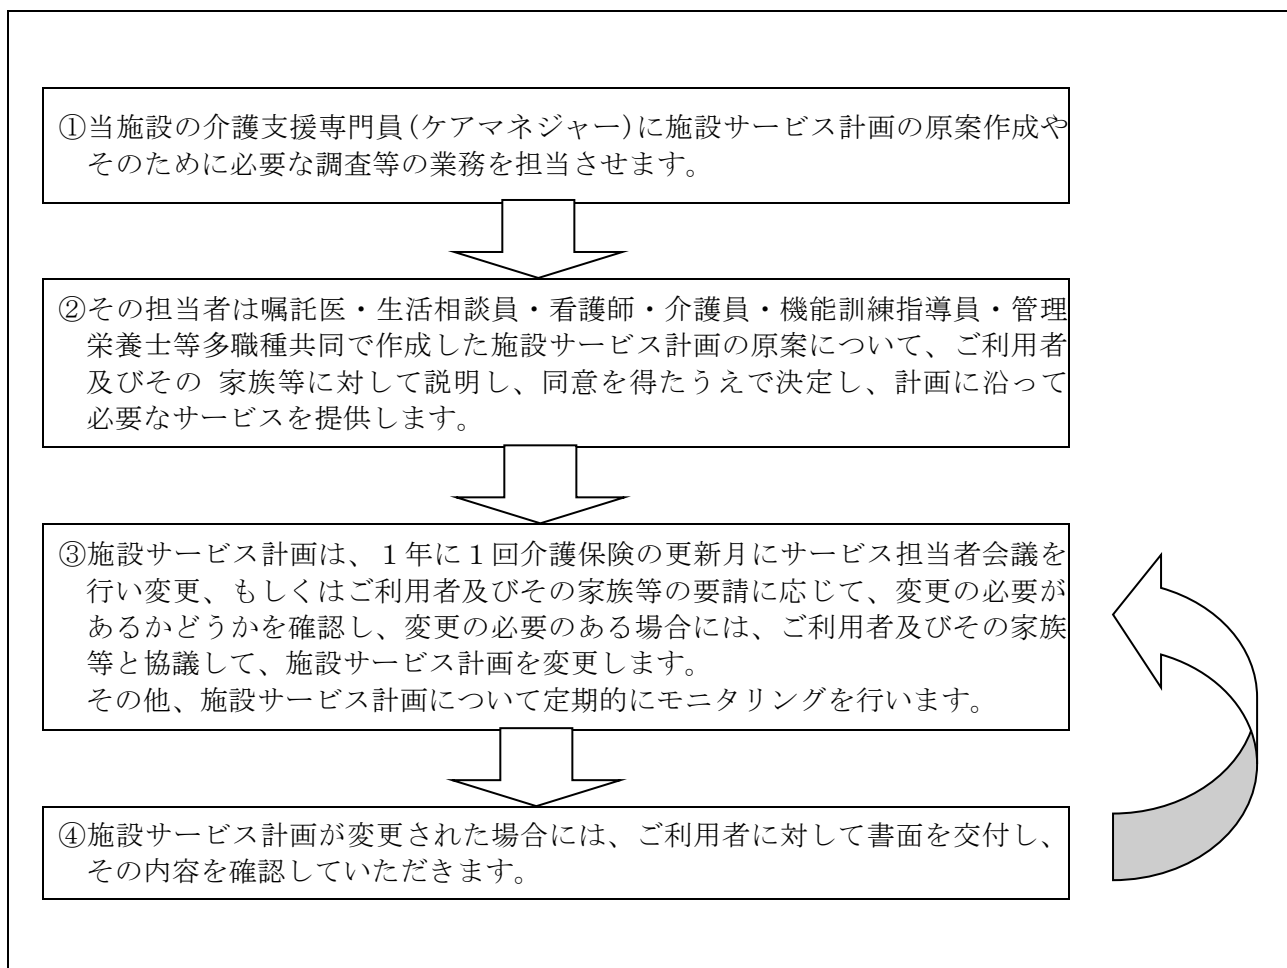 ①当施設の介護支援専門員(ケアマネジャー)に施設サービス計画の原案作成や
そのために必要な調査等の業務を担当させます。
②その担当者は嘱託医・生活相談員・看護師・介護員・機能訓練指導員・管理
栄養士等多職種共同で作成した施設サービス計画の原案について、ご利用者
及びその 家族等に対して説明し、同意を得たうえで決定し、計画に沿って
必要なサービスを提供します。
③施設サービス計画は、１年に１回介護保険の更新月にサービス担当者会議を
行い変更、もしくはご利用者及びその家族等の要請に応じて、変更の必要が
あるかどうかを確認し、変更の必要のある場合には、ご利用者及びその家族
等と協議して、施設サービス計画を変更します。
その他、施設サービス計画について定期的にモニタリングを行います。
④施設サービス計画が変更された場合には、ご利用者に対して書面を交付し、
その内容を確認していただきます。